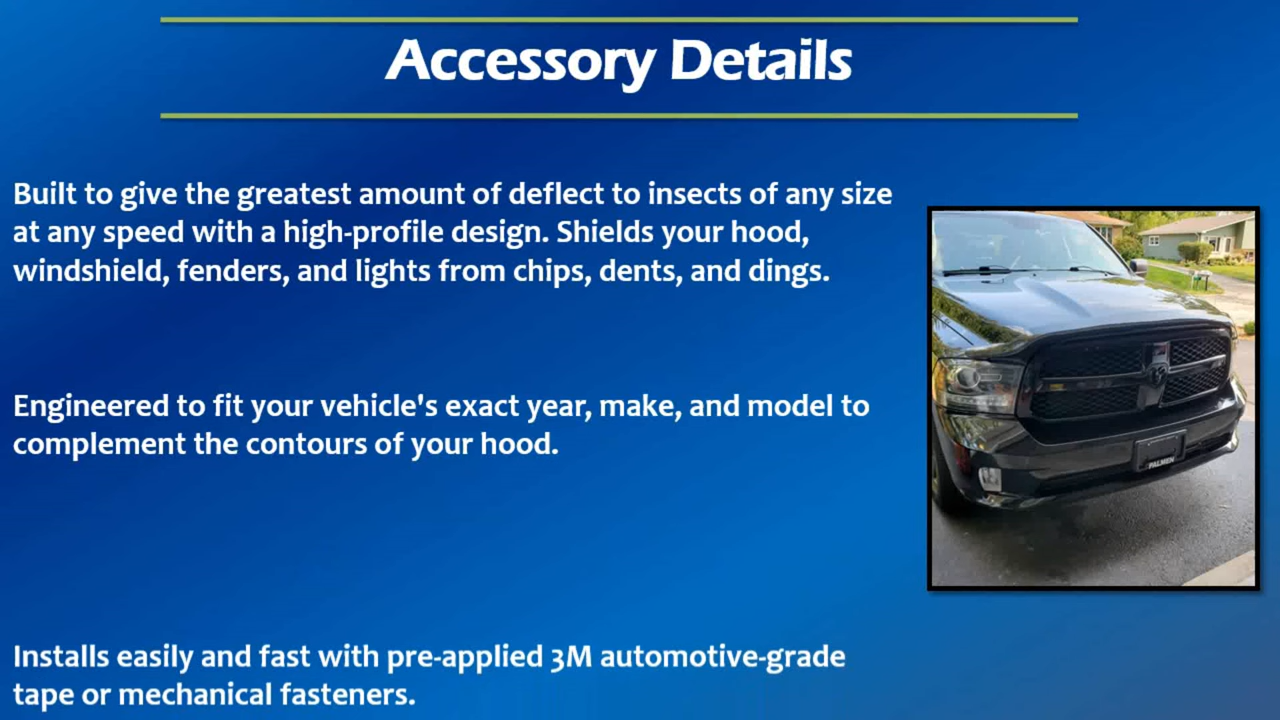 Accessory Details
Built to give the greatest amount of deflect to insects of any size
at any speed with a high-profile design. Shields your hood,
windshield, fenders, and lights from chips, dents, and dings.
Engineered to fit your vehicle's exact year, make, and model to
complement the contours of your hood.
PALMEN
Installs easily and fast with pre-applied 3M automotive-grade
tape or mechanical fasteners.